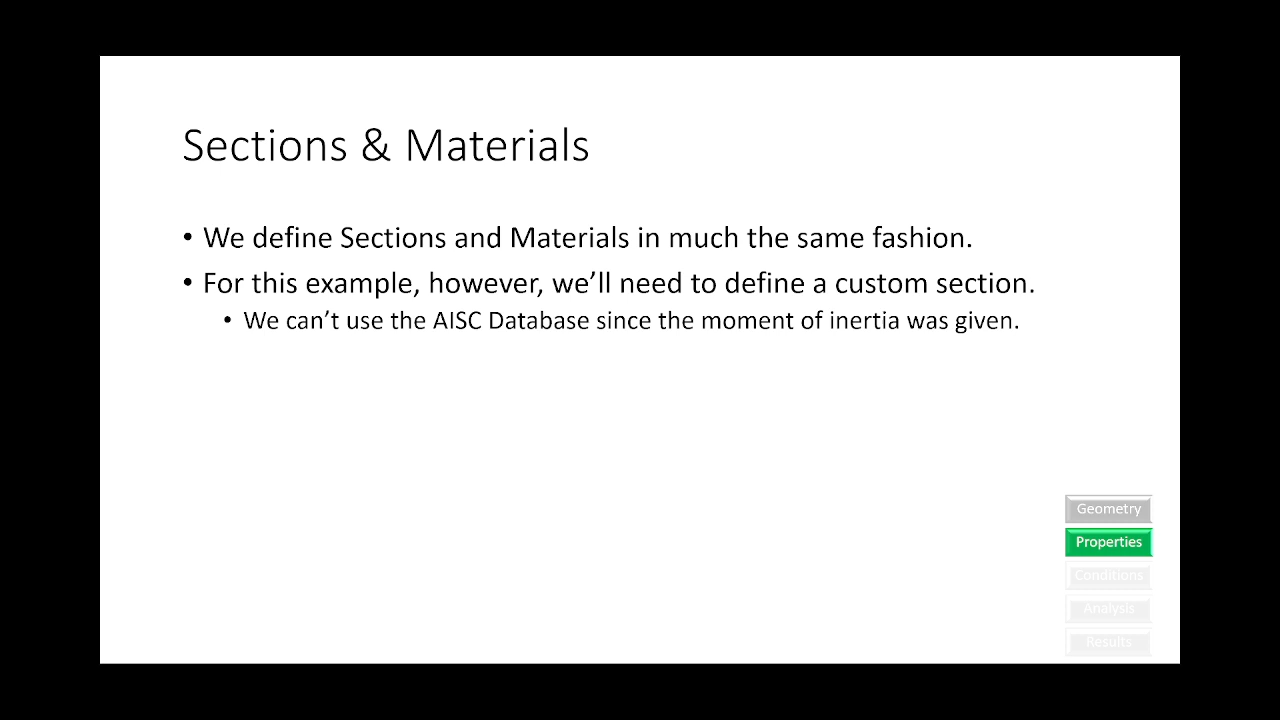 Sections & Materials
• We define Sections and Materials in much the same fashion.
• For this example, however, we’ll need to define a custom section.
• We can’t use the AISC Database since the moment of inertia was given.
Geometry
Properties
Conditions
Analysis
Results